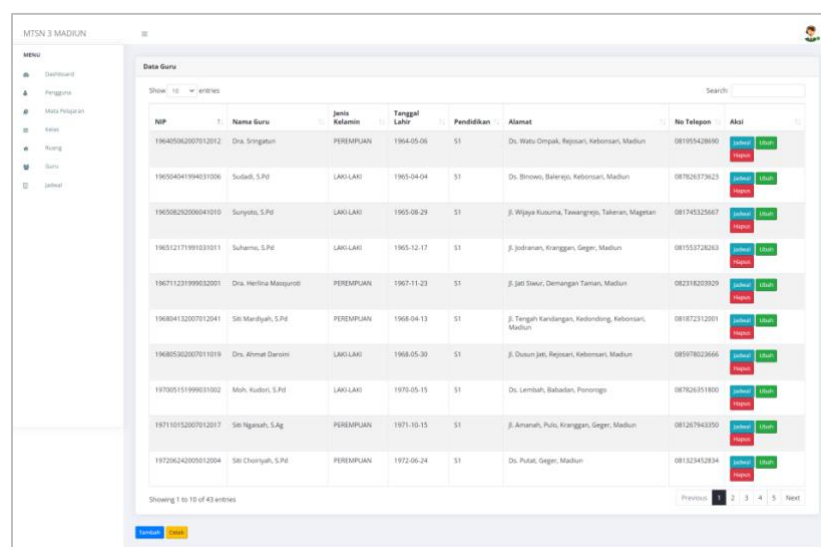 MTSN 3 MADIUN
MENU
Dashboard
Pengguna
Mata Pelajaran
Kelas
Ruang
Guru
Jadwal
Data Guru
Show 10 entries Search:
NIP Nama Guru Jenis Kelamin Tanggal Lahir Pendidikan Alamat No Telepon Aksi
196405062007012012 Dra. Sringatun PEREMPUAN 1964-05-06 S1 Ds. Watu Ompak, Rejosari, Kebonsari, Madiun 081955428690 Jadwal Ubah
Hapus
196504041994031006 Sudadi, S.Pd LAKI-LAKI 1965-04-04 S1 Ds. Binowo, Balerejo, Kebonsari, Madiun 087826373623 Jadwal Ubah
Hapus
196508292006041010 Sunyoto, S.Pd LAKI-LAKI 1965-08-29 S1 Jl. Wijaya Kusuma, Tawangrejo, Takeran, Magetan 081745325667 Jadwal Ubah
Hapus
196512171991031011 Suharno, S.Pd LAKI-LAKI 1965-12-17 S1 Jl. Jodranan, Kranggan, Geger, Madiun 081553728263 Jadwal Ubah
Hapus
196711231999032001 Dra. Herlina Masquroti PEREMPUAN 1967-11-23 S1 Jl. Jati Siwur, Demangan Taman, Madiun 082318203929 Jadwal Ubah
Hapus
196804132007012041 Siti Mardiyah, S.Pd PEREMPUAN 1968-04-13 S1 Jl. Tengah Kandangan, Kedondong, Kebonsari, Madiun 081872312001 Jadwal Ubah
Hapus
196805302007011019 Drs. Ahmat Darsini LAKI-LAKI 1968-05-30 S1 Jl. Dusun Jati, Rejosari, Kebonsari, Madiun 085978023666 Jadwal Ubah
Hapus
197005151999031002 Moh. Kudori, S.Pd LAKI-LAKI 1970-05-15 S1 Ds. Lembah, Babadan, Ponorogo 087826351800 Jadwal Ubah
Hapus
197110152007012017 Siti Ngaisah, S.Ag PEREMPUAN 1971-10-15 S1 Jl. Amanah, Pulo, Kranggan, Geger, Madiun 081267943350 Jadwal Ubah
Hapus
197206242005012004 Siti Choiriyah, S.Pd PEREMPUAN 1972-06-24 S1 Ds. Putat, Geger, Madiun 081323452834 Jadwal Ubah
Hapus
Showing 1 to 10 of 43 entries Previous 1 2 3 4 5 Next
Tambah Cetak